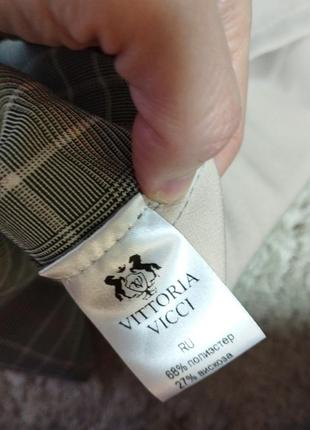 VITTORIA
VICCI
RU
68% полиэстер
27% вискоза